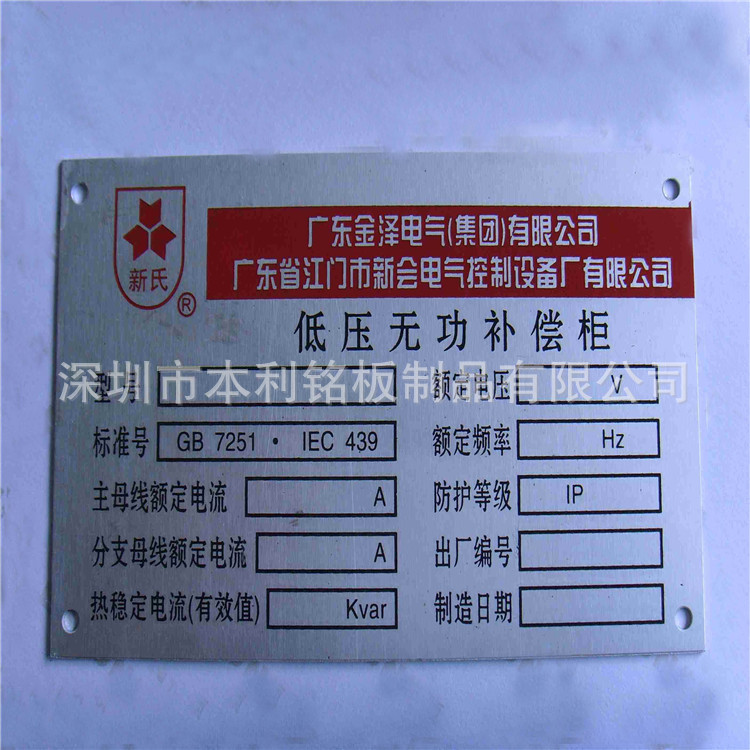 新氏
®
广东金泽电气(集团)有限公司
广东省江门市新会电气控制设备厂有限公司
低压无功补偿柜
深圳市本利铭板制品有限公司
型号
额定电压 V
标准号 GB 7251 · IEC 439
额定频率 Hz
主母线额定电流 A
防护等级 IP
分支母线额定电流 A
出厂编号
热稳定电流(有效值) Kvar
制造日期